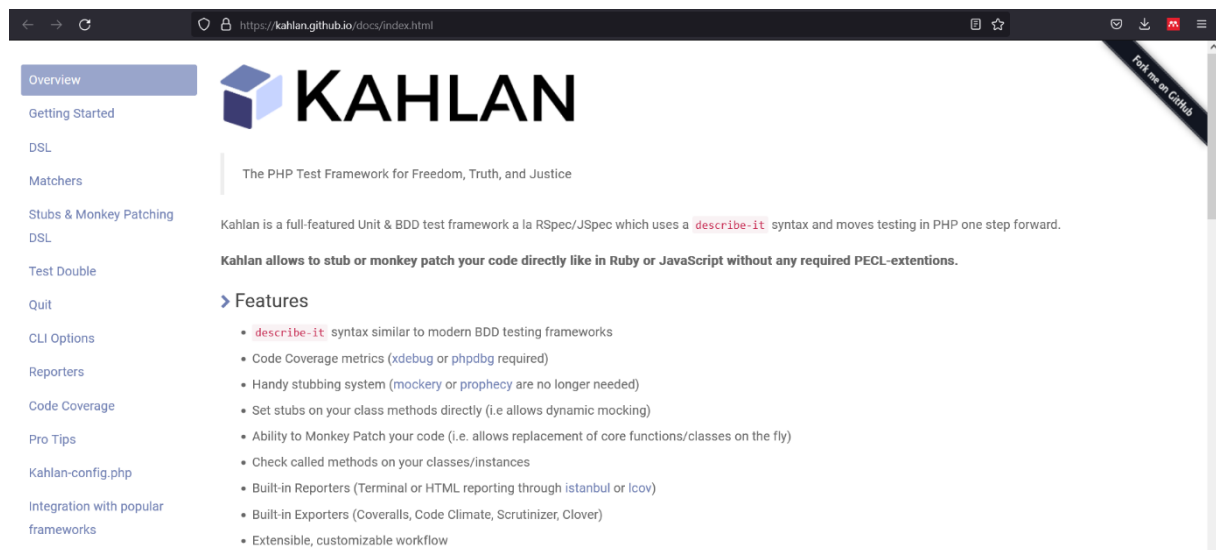 https://kahlan.github.io/docs/index.html
Fork me on GitHub
Overview
Getting Started
DSL
Matchers
Stubs & Monkey Patching
DSL
Test Double
Quit
CLI Options
Reporters
Code Coverage
Pro Tips
Kahlan-config.php
Integration with popular
frameworks
KAHLAN
The PHP Test Framework for Freedom, Truth, and Justice
Kahlan is a full-featured Unit & BDD test framework a la RSpec/JSpec which uses a describe-it syntax and moves testing in PHP one step forward.
Kahlan allows to stub or monkey patch your code directly like in Ruby or JavaScript without any required PECL-extentions.
Features
describe-it syntax similar to modern BDD testing frameworks
Code Coverage metrics (xdebug or phpdbg required)
Handy stubbing system (mockery or prophecy are no longer needed)
Set stubs on your class methods directly (i.e allows dynamic mocking)
Ability to Monkey Patch your code (i.e. allows replacement of core functions/classes on the fly)
Check called methods on your classes/instances
Built-in Reporters (Terminal or HTML reporting through istanbul or lcov)
Built-in Exporters (Coveralls, Code Climate, Scrutinizer, Clover)
Extensible, customizable workflow